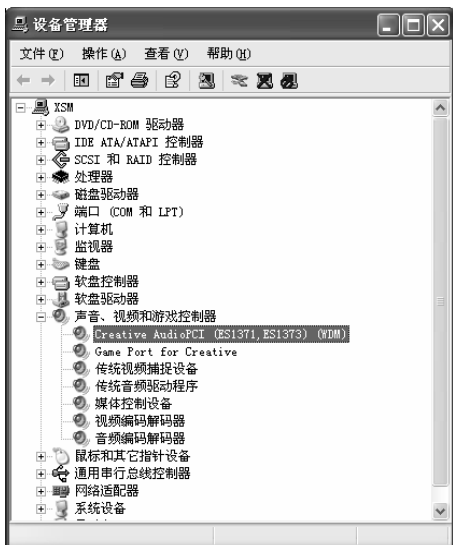 设备管理器
文件(F) 操作(A) 查看(V) 帮助(H)
XSM
DVD/CD-ROM 驱动器
IDE ATA/ATAPI 控制器
SCSI 和 RAID 控制器
处理器
磁盘驱动器
端口 (COM 和 LPT)
计算机
监视器
键盘
软盘控制器
软盘驱动器
声音、视频和游戏控制器
Creative AudioPCI (ES1371,ES1373) (WDM)
Game Port for Creative
传统视频捕捉设备
传统音频驱动程序
媒体控制设备
视频编码解码器
音频编码解码器
鼠标和其它指针设备
通用串行总线控制器
网络适配器
系统设备